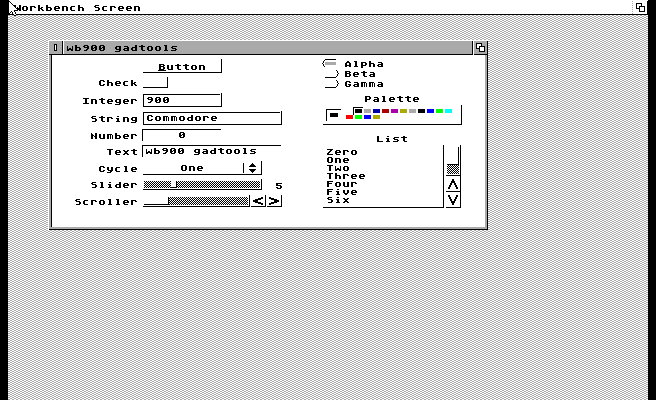 Workbench Screen
wb900 gadtools
Button
Check
Integer 900
String Commodore
Number 0
Text wb900 gadtools
Cycle One
Slider 5
Scroller
Alpha
Beta
Gamma
Palette
List
Zero
One
Two
Three
Four
Five
Six